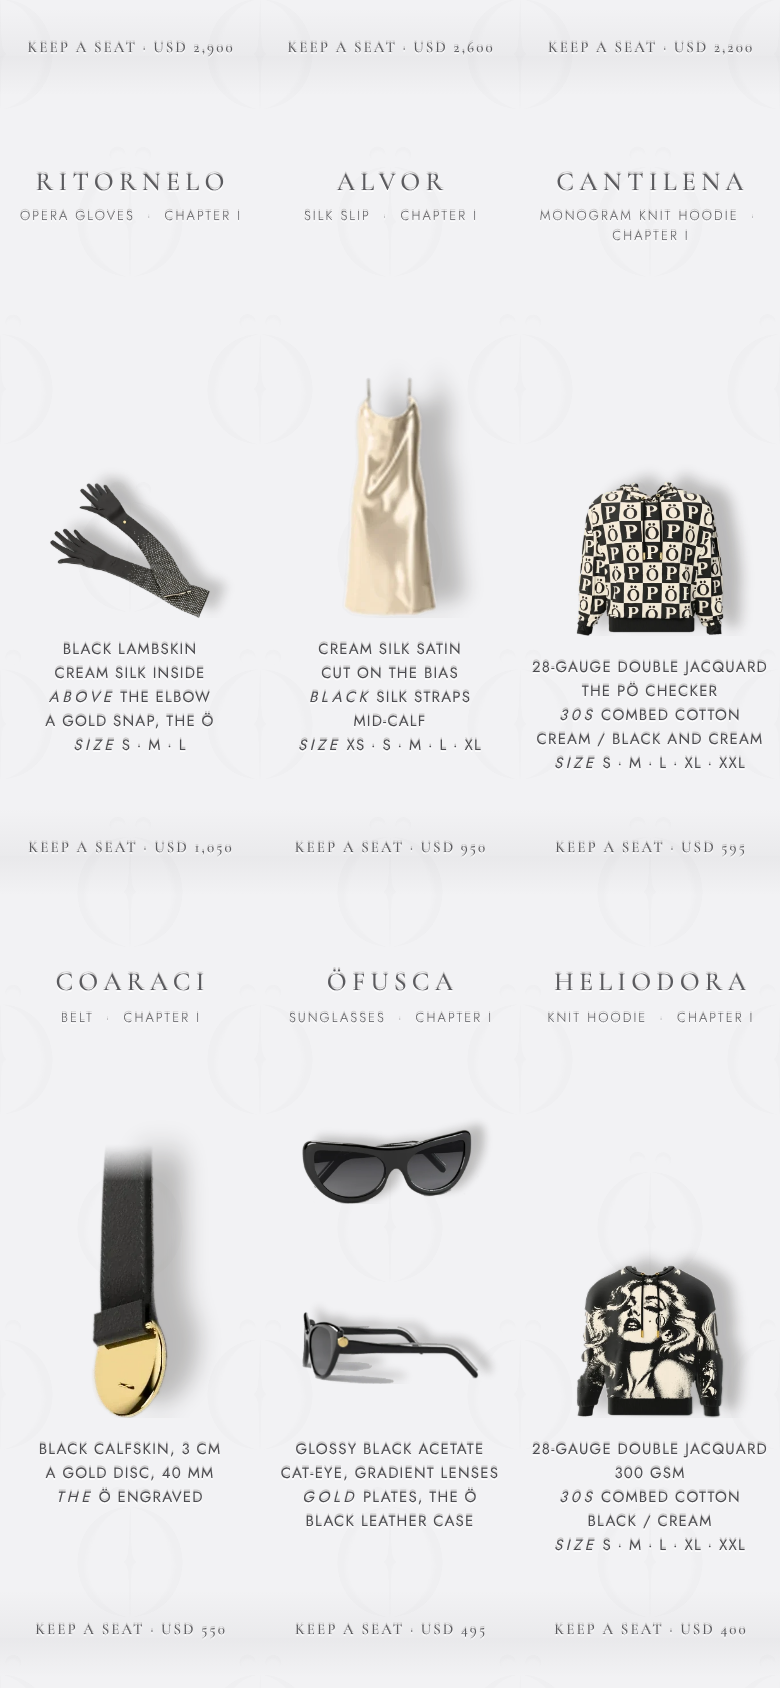 KEEP A SEAT · USD 2,900
KEEP A SEAT · USD 2,600
KEEP A SEAT · USD 2,200
RITORNELO
OPERA GLOVES · CHAPTER I
BLACK LAMBSKIN
CREAM SILK INSIDE
ABOVE THE ELBOW
A GOLD SNAP, THE Ö
SIZE S · M · L
KEEP A SEAT · USD 1,050
ALVOR
SILK SLIP · CHAPTER I
CREAM SILK SATIN
CUT ON THE BIAS
BLACK SILK STRAPS
MID-CALF
SIZE XS · S · M · L · XL
KEEP A SEAT · USD 950
CANTILENA
MONOGRAM KNIT HOODIE ·
CHAPTER I
28-GAUGE DOUBLE JACQUARD
THE PÖ CHECKER
30S COMBED COTTON
CREAM / BLACK AND CREAM
SIZE S · M · L · XL · XXL
KEEP A SEAT · USD 595
COARACI
BELT · CHAPTER I
BLACK CALFSKIN, 3 CM
A GOLD DISC, 40 MM
THE Ö ENGRAVED
KEEP A SEAT · USD 550
ÖFUSCA
SUNGLASSES · CHAPTER I
GLOSSY BLACK ACETATE
CAT-EYE, GRADIENT LENSES
GOLD PLATES, THE Ö
BLACK LEATHER CASE
KEEP A SEAT · USD 495
HELIODORA
KNIT HOODIE · CHAPTER I
28-GAUGE DOUBLE JACQUARD
300 GSM
30S COMBED COTTON
BLACK / CREAM
SIZE S · M · L · XL · XXL
KEEP A SEAT · USD 400